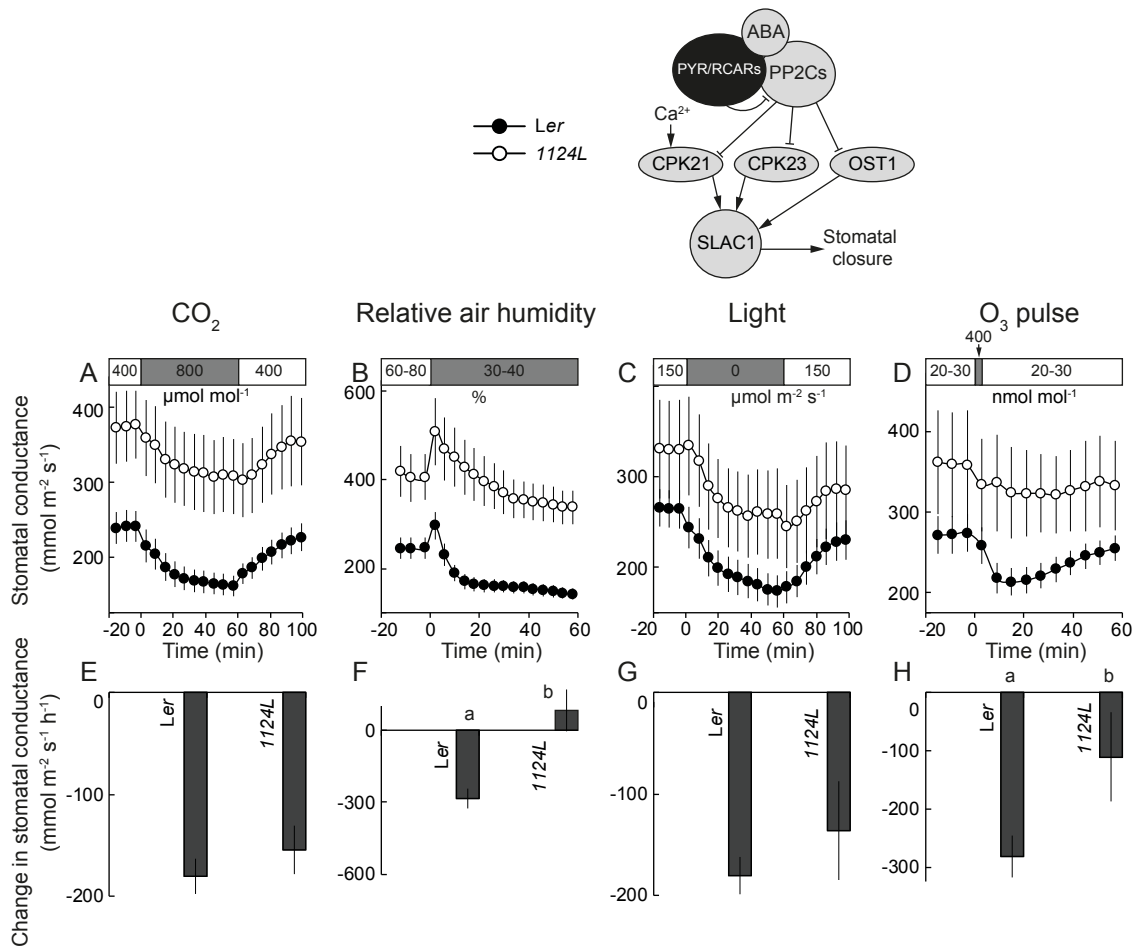 ABA
PYR/RCARs
PP2Cs
Ca²⁺
CPK21
CPK23
OST1
SLAC1
Stomatal
closure
Ler
1124L
CO₂
Relative air humidity
Light
O₃ pulse
A
400
800
400
µmol mol⁻¹
B
60-80
30-40
%
C
150
0
150
µmol m⁻² s⁻¹
D
400
20-30
20-30
nmol mol⁻¹
Stomatal conductance
(mmol m⁻² s⁻¹)
400
300
200
-20 0 20 40 60 80 100
Time (min)
600
400
200
-20 0 20 40 60
Time (min)
300
200
-20 0 20 40 60 80 100
Time (min)
400
300
200
-20 0 20 40 60
Time (min)
Change in stomatal conductance
(mmol m⁻² s⁻¹ h⁻¹)
E
0
-100
-200
Ler
1124L
F
0
-300
-600
a
b
Ler
1124L
G
0
-100
-200
Ler
1124L
H
0
-100
-200
-300
a
b
Ler
1124L